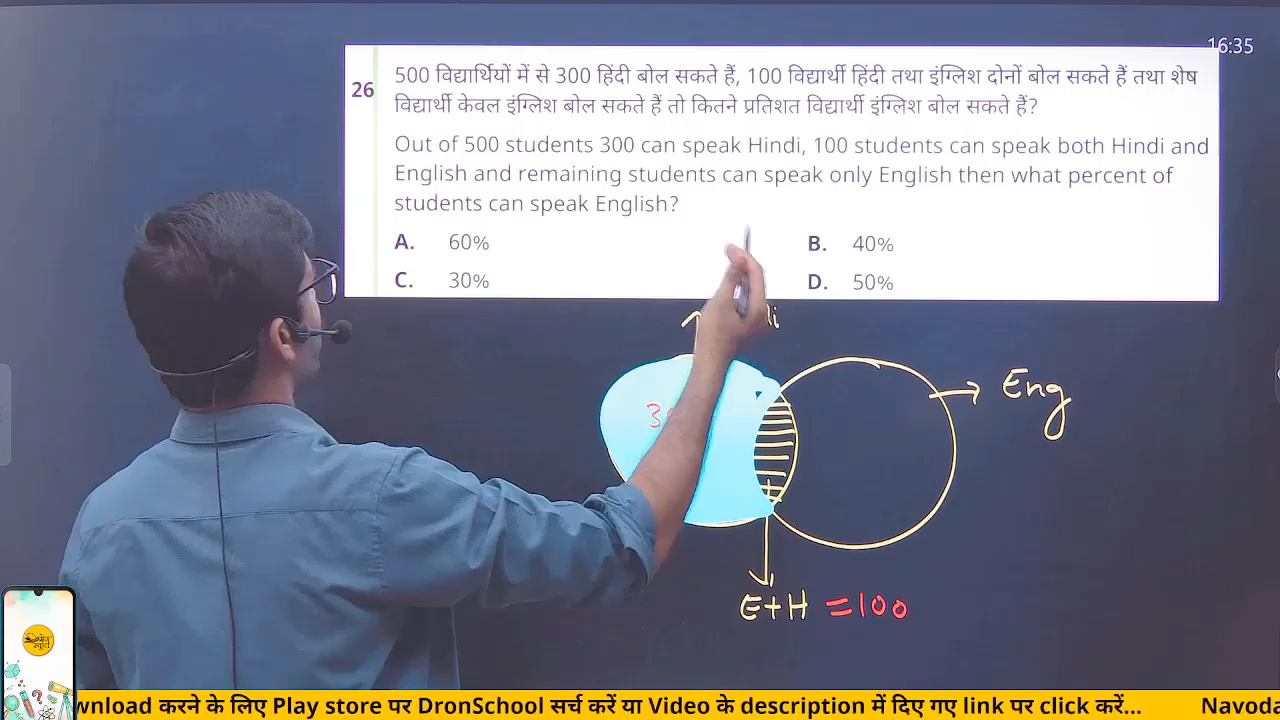 16:35
26
500 विद्यार्थियों में से 300 हिंदी बोल सकते हैं, 100 विद्यार्थी हिंदी तथा इंग्लिश दोनों बोल सकते हैं तथा शेष
विद्यार्थी केवल इंग्लिश बोल सकते हैं तो कितने प्रतिशत विद्यार्थी इंग्लिश बोल सकते हैं?
Out of 500 students 300 can speak Hindi, 100 students can speak both Hindi and
English and remaining students can speak only English then what percent of
students can speak English?
A. 60% B. 40%
C. 30% D. 50%
Eng
E+H =100
wnload करने के लिए Play store पर DronSchool सर्च करें या Video के description में दिए गए link पर click करें... Navoda